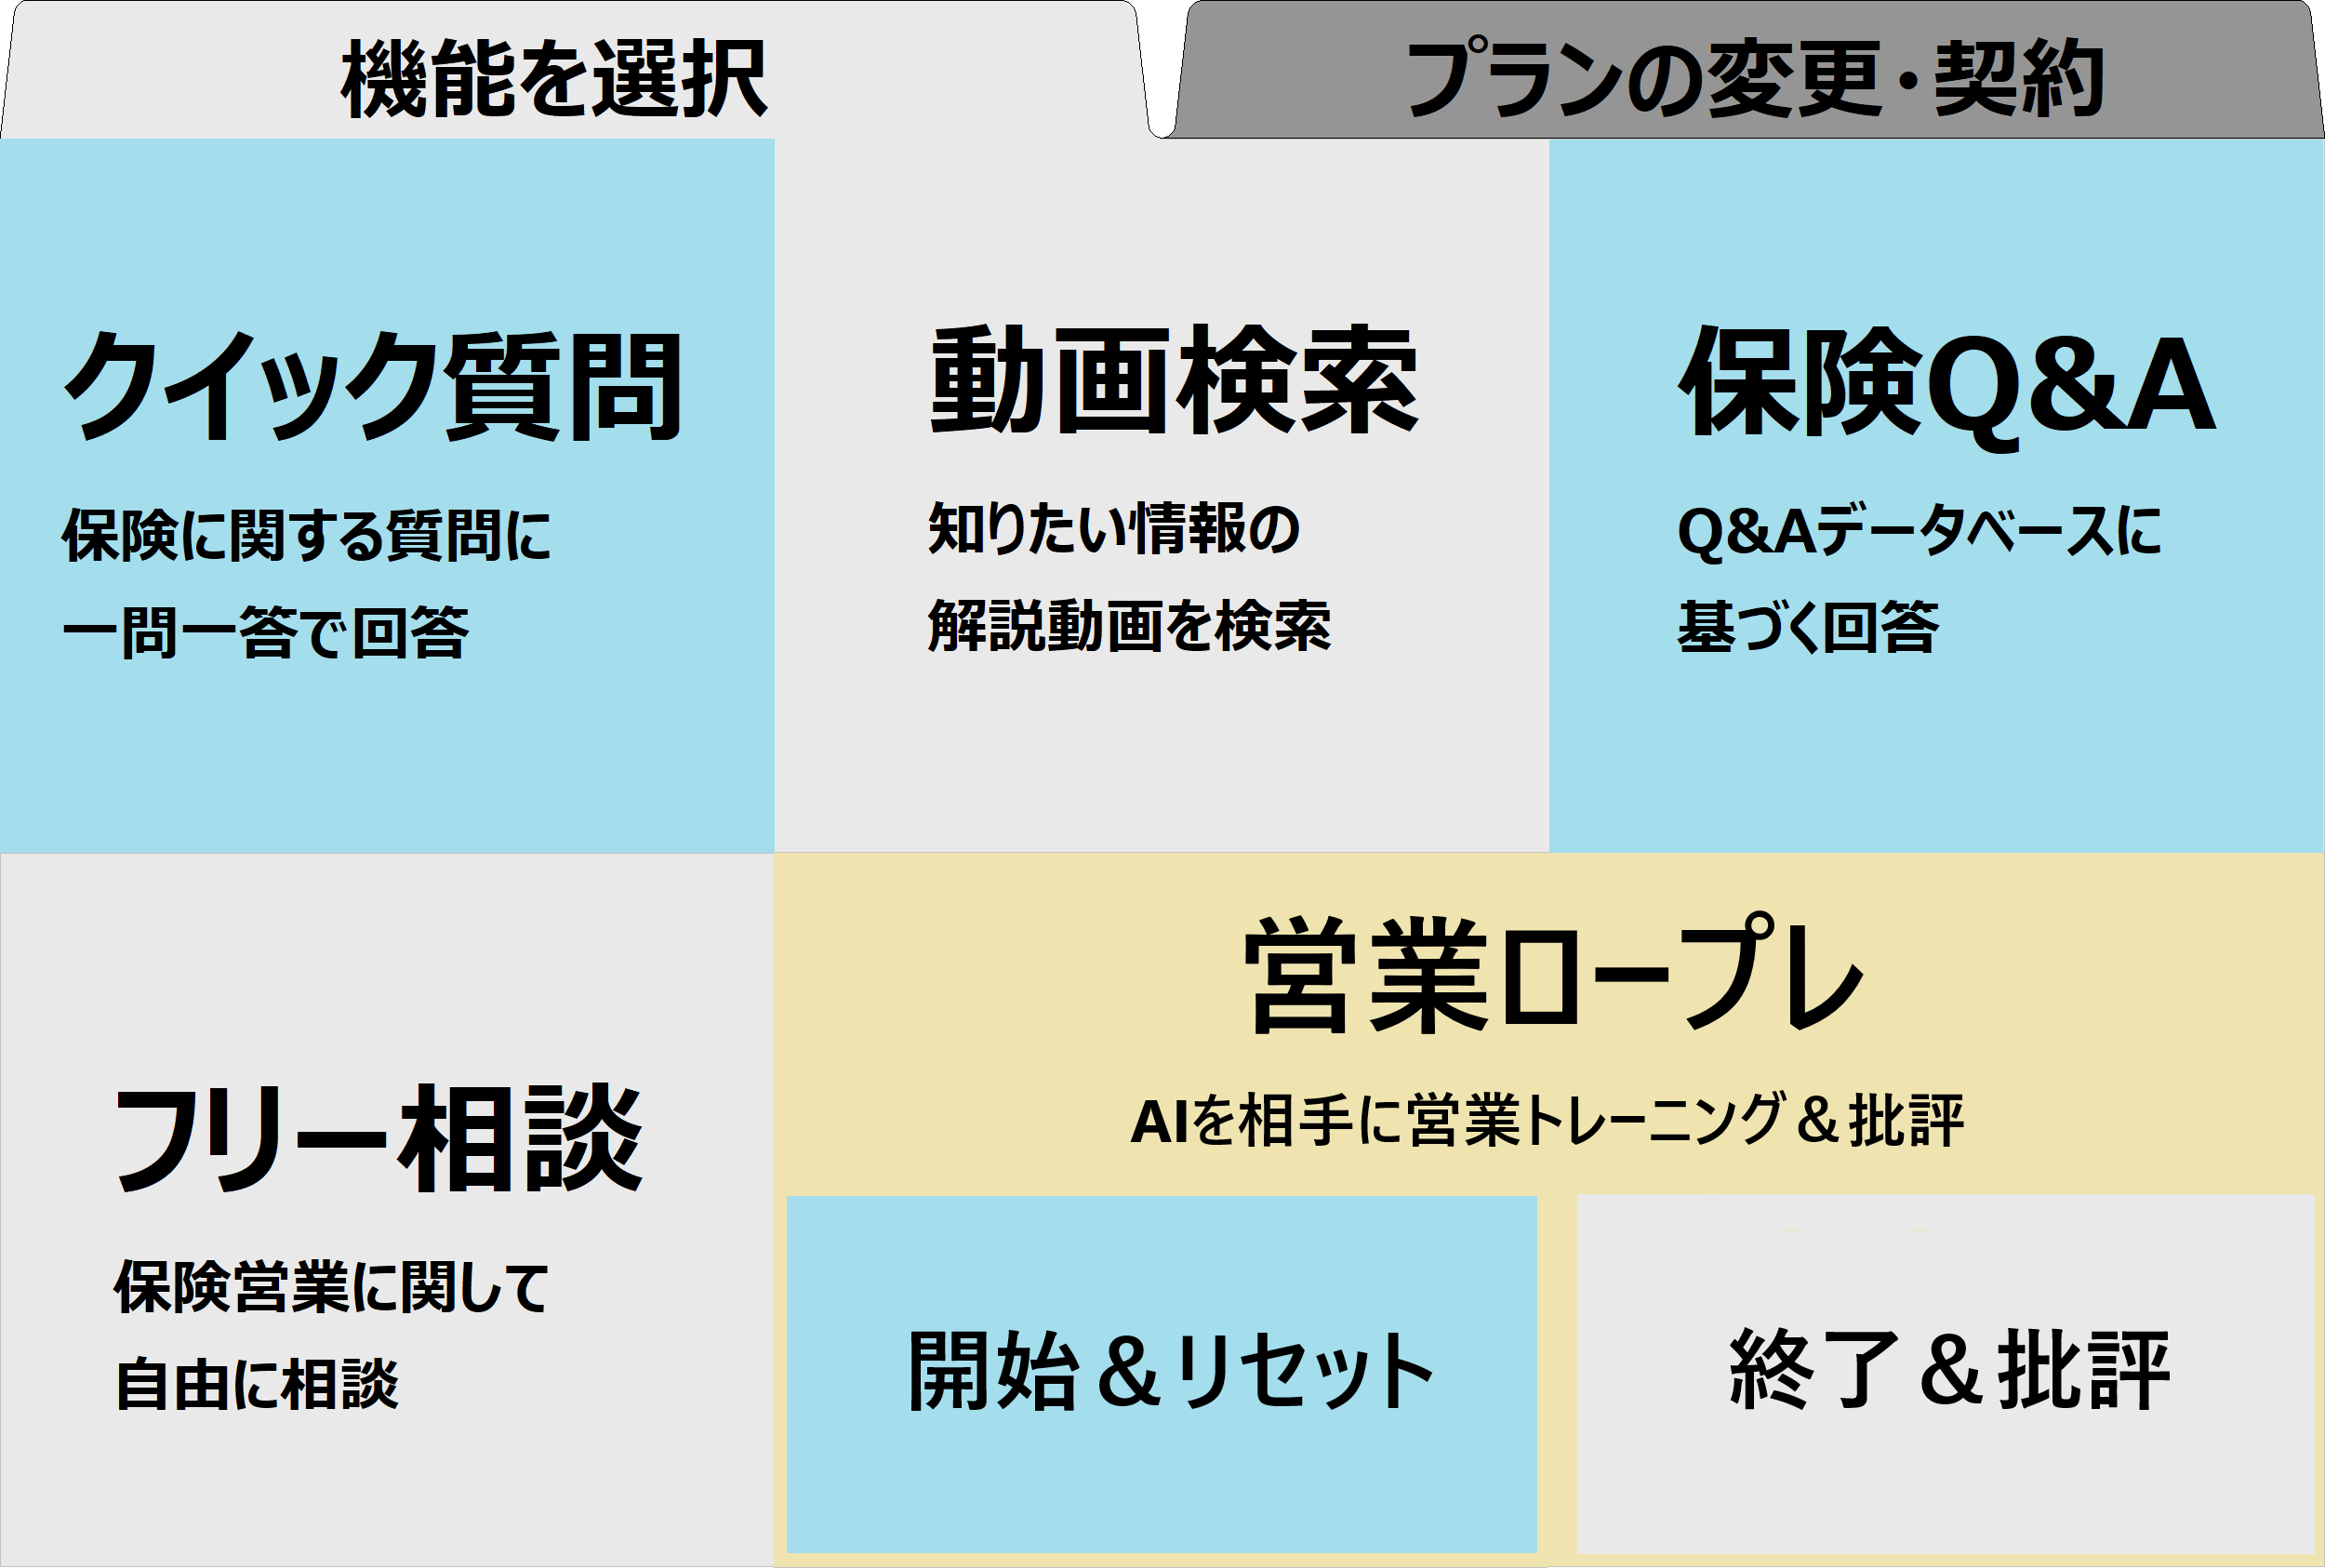 機能を選択
プランの変更・契約
クイック質問
保険に関する質問に
一問一答で回答
動画検索
知りたい情報の
解説動画を検索
保険Q&A
Q&Aデータベースに
基づく回答
フリー相談
保険営業に関して
自由に相談
営業ロープレ
AIを相手に営業トレーニング＆批評
開始＆リセット
終了＆批評